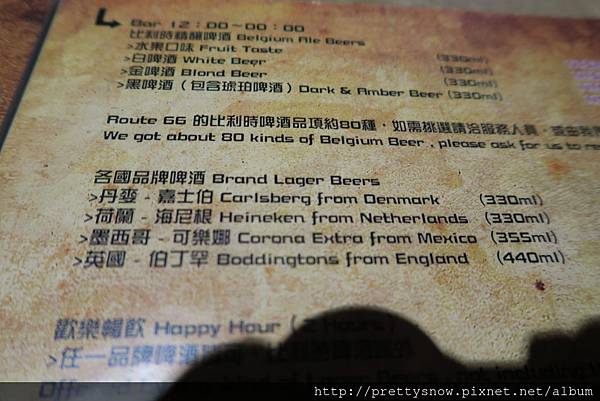 Bar 12:00~00:00
比利時精釀啤酒 Belgium Ale Beers
>水果口味 Fruit Taste (330ml)
>白啤酒 White Beer (330ml)
>金啤酒 Blond Beer (330ml)
>黑啤酒（包含琥珀啤酒）Dark & Amber Beer (330ml)
Route 66 的比利時啤酒品項約80種，如需挑選請洽服務人員，
We got about 80 kinds of Belgium Beer , please ask for us to
各國品牌啤酒 Brand Lager Beers
>丹麥 - 嘉士伯 Carlsberg from Denmark (330ml)
>荷蘭 - 海尼根 Heineken from Netherlands (330ml)
>墨西哥 - 可樂娜 Corona Extra from Mexico (355ml)
>英國 - 伯丁罕 Boddingtons from England (440ml)
歡樂暢飲 Happy Hour (2 Hours)
>任一品牌啤酒
http://prettysnow.pixnet.net/album